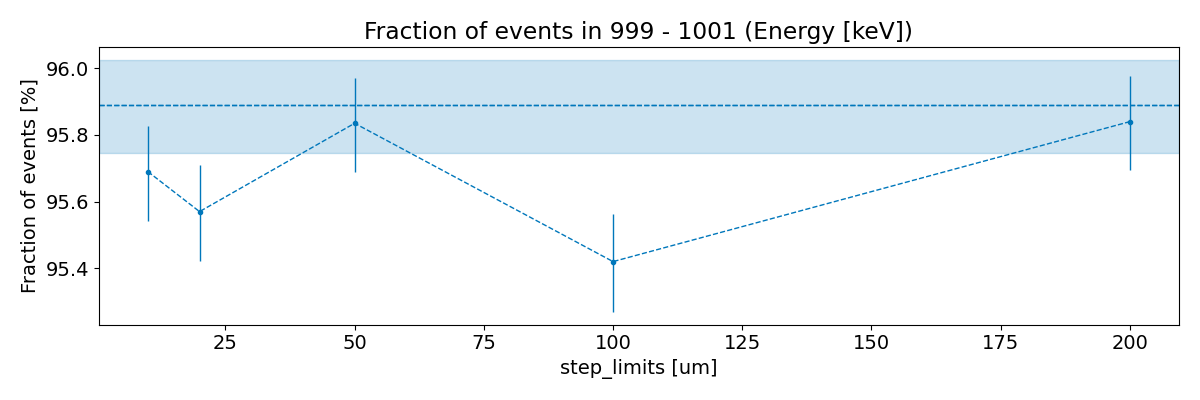 Fraction of events in 999 - 1001 (Energy [keV])
Fraction of events [%]
96.0
95.8
95.6
95.4
25 50 75 100 125 150 175 200
step_limits [um]